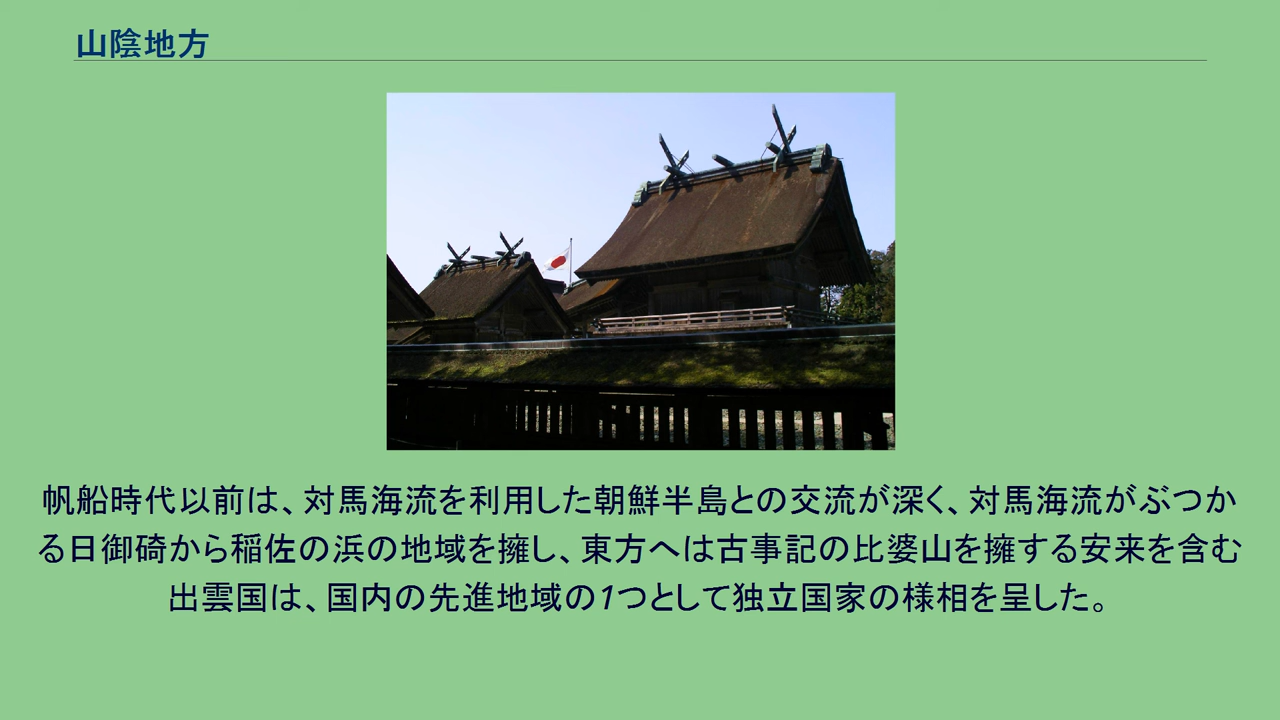 山陰地方
帆船時代以前は、対馬海流を利用した朝鮮半島との交流が深く、対馬海流がぶつか
る日御碕から稲佐の浜の地域を擁し、東方へは古事記の比婆山を擁する安来を含む
出雲国は、国内の先進地域の1つとして独立国家の様相を呈した。